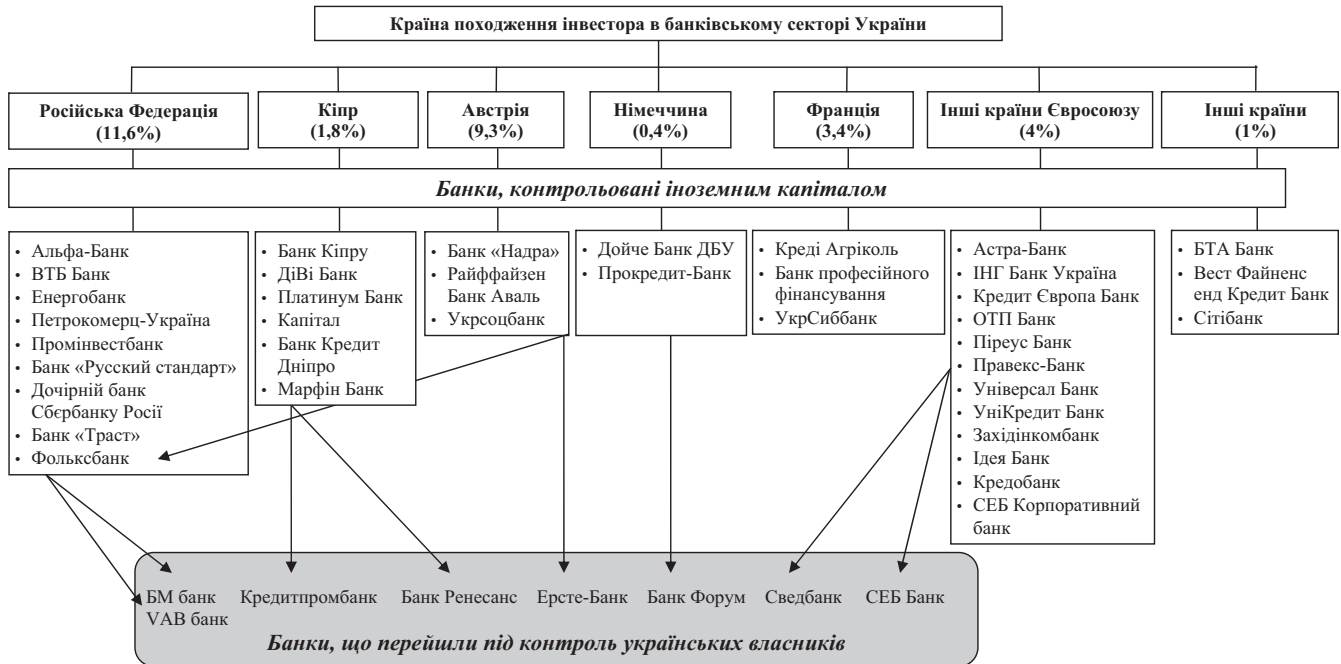 Країна походження інвестора в банківському секторі України
Російська Федерація
(11,6%)
Кіпр
(1,8%)
Австрія
(9,3%)
Німеччина
(0,4%)
Франція
(3,4%)
Інші країни Євросоюзу
(4%)
Інші країни
(1%)
Банки, контрольовані іноземним капіталом
• Альфа-Банк
• ВТБ Банк
• Енергобанк
• Петрокомерц-Україна
• Промінвестбанк
• Банк «Русский стандарт»
• Дочірній банк
Сбєрбанку Росії
• Банк «Траст»
• Фольксбанк
• Банк Кіпру
• ДіВі Банк
• Платинум Банк
• Капітал
• Банк Кредит
Дніпро
• Марфін Банк
• Банк «Надра»
• Райффайзен
Банк Аваль
• Укрсоцбанк
• Дойче Банк ДБУ
• Прокредит-Банк
• Креді Агріколь
• Банк професійного
фінансування
• УкрСиббанк
• Астра-Банк
• ІНГ Банк Україна
• Кредит Європа Банк
• ОТП Банк
• Піреус Банк
• Правекс-Банк
• Універсал Банк
• УніКредит Банк
• Західінкомбанк
• Ідея Банк
• Кредобанк
• СЕБ Корпоративний
банк
• БТА Банк
• Вест Файненс
енд Кредит Банк
• Сітібанк
БМ банк
VAB банк
Кредитпромбанк
Банк Ренесанс
Ерсте-Банк
Банк Форум
Сведбанк
СЕБ Банк
Банки, що перейшли під контроль українських власників